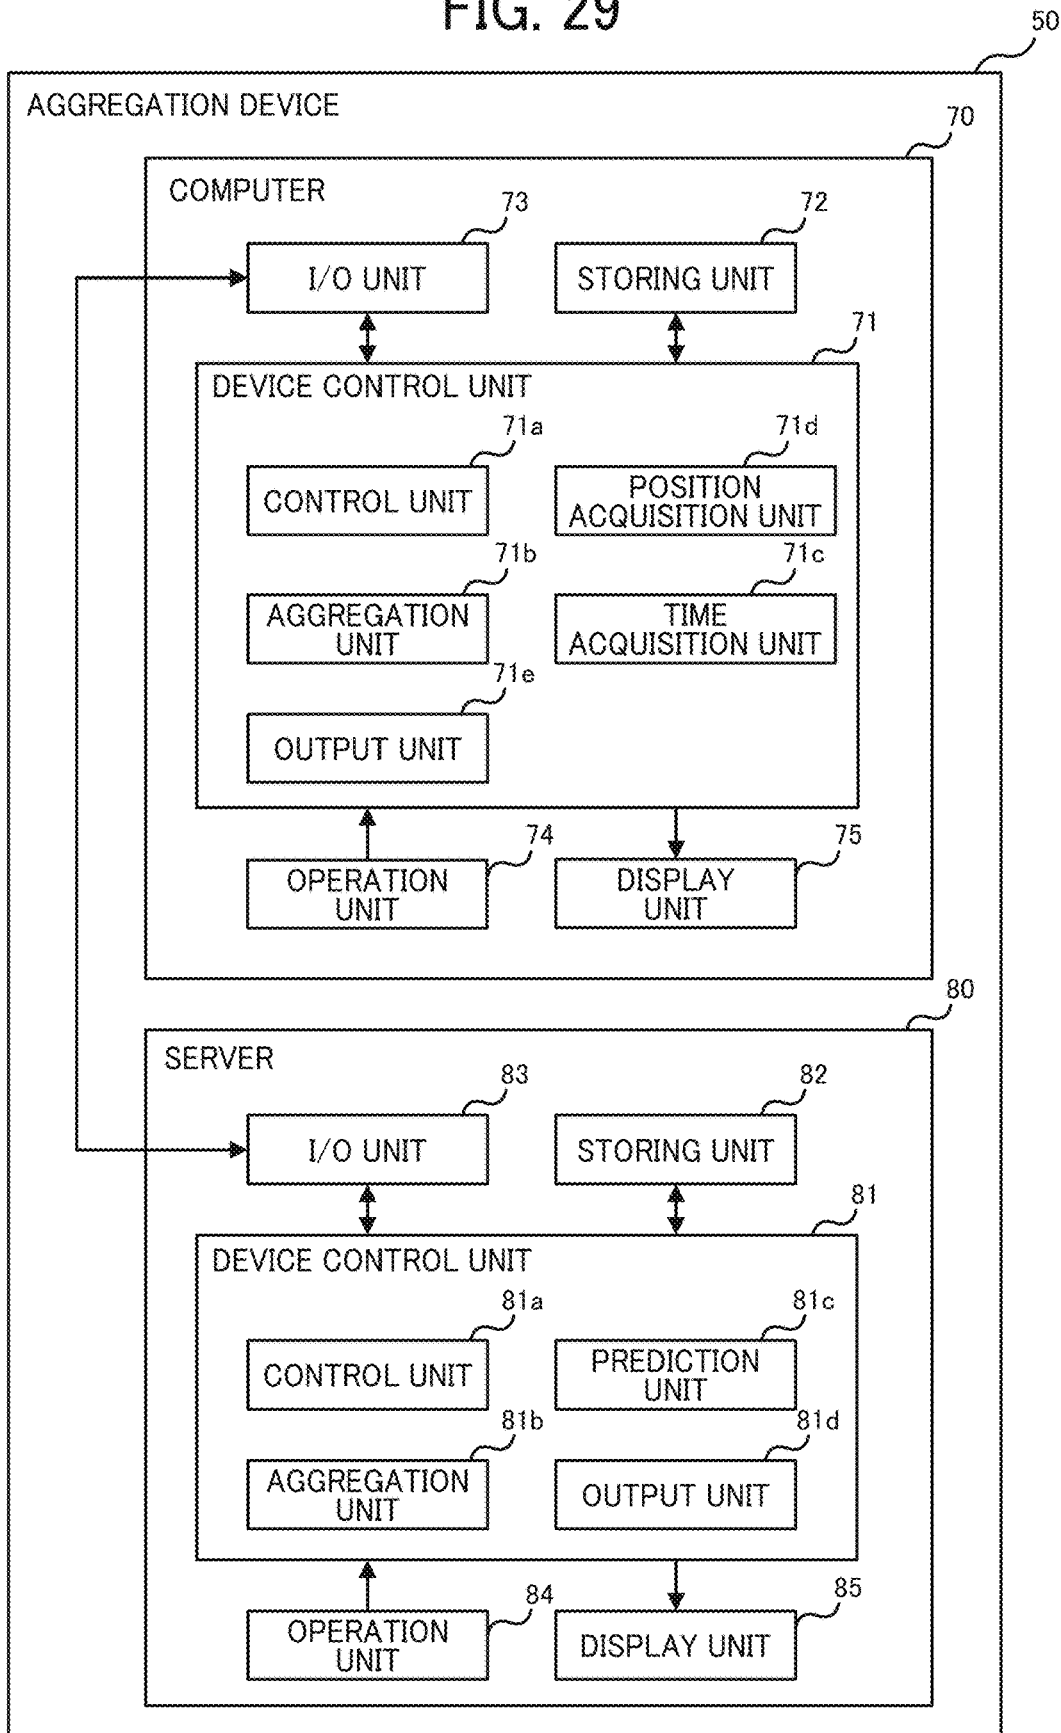 FIG. 29
50
AGGREGATION DEVICE
70
COMPUTER
73
72
I/O UNIT
STORING UNIT
71
DEVICE CONTROL UNIT
71a
71d
CONTROL UNIT
POSITION
ACQUISITION UNIT
71b
71c
AGGREGATION
UNIT
TIME
ACQUISITION UNIT
71e
OUTPUT UNIT
74
75
OPERATION
UNIT
DISPLAY
UNIT
80
SERVER
83
82
I/O UNIT
STORING UNIT
81
DEVICE CONTROL UNIT
81a
81c
CONTROL UNIT
PREDICTION
UNIT
81b
81d
AGGREGATION
UNIT
OUTPUT UNIT
84
85
OPERATION
UNIT
DISPLAY UNIT